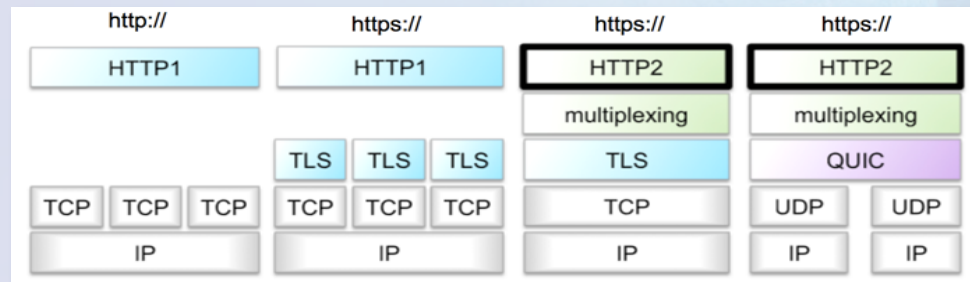 http:// https:// https:// https://
HTTP1 HTTP1 HTTP2 HTTP2
multiplexing multiplexing
TLS TLS TLS TLS QUIC
TCP TCP TCP TCP TCP TCP TCP UDP UDP
IP IP IP IP IP